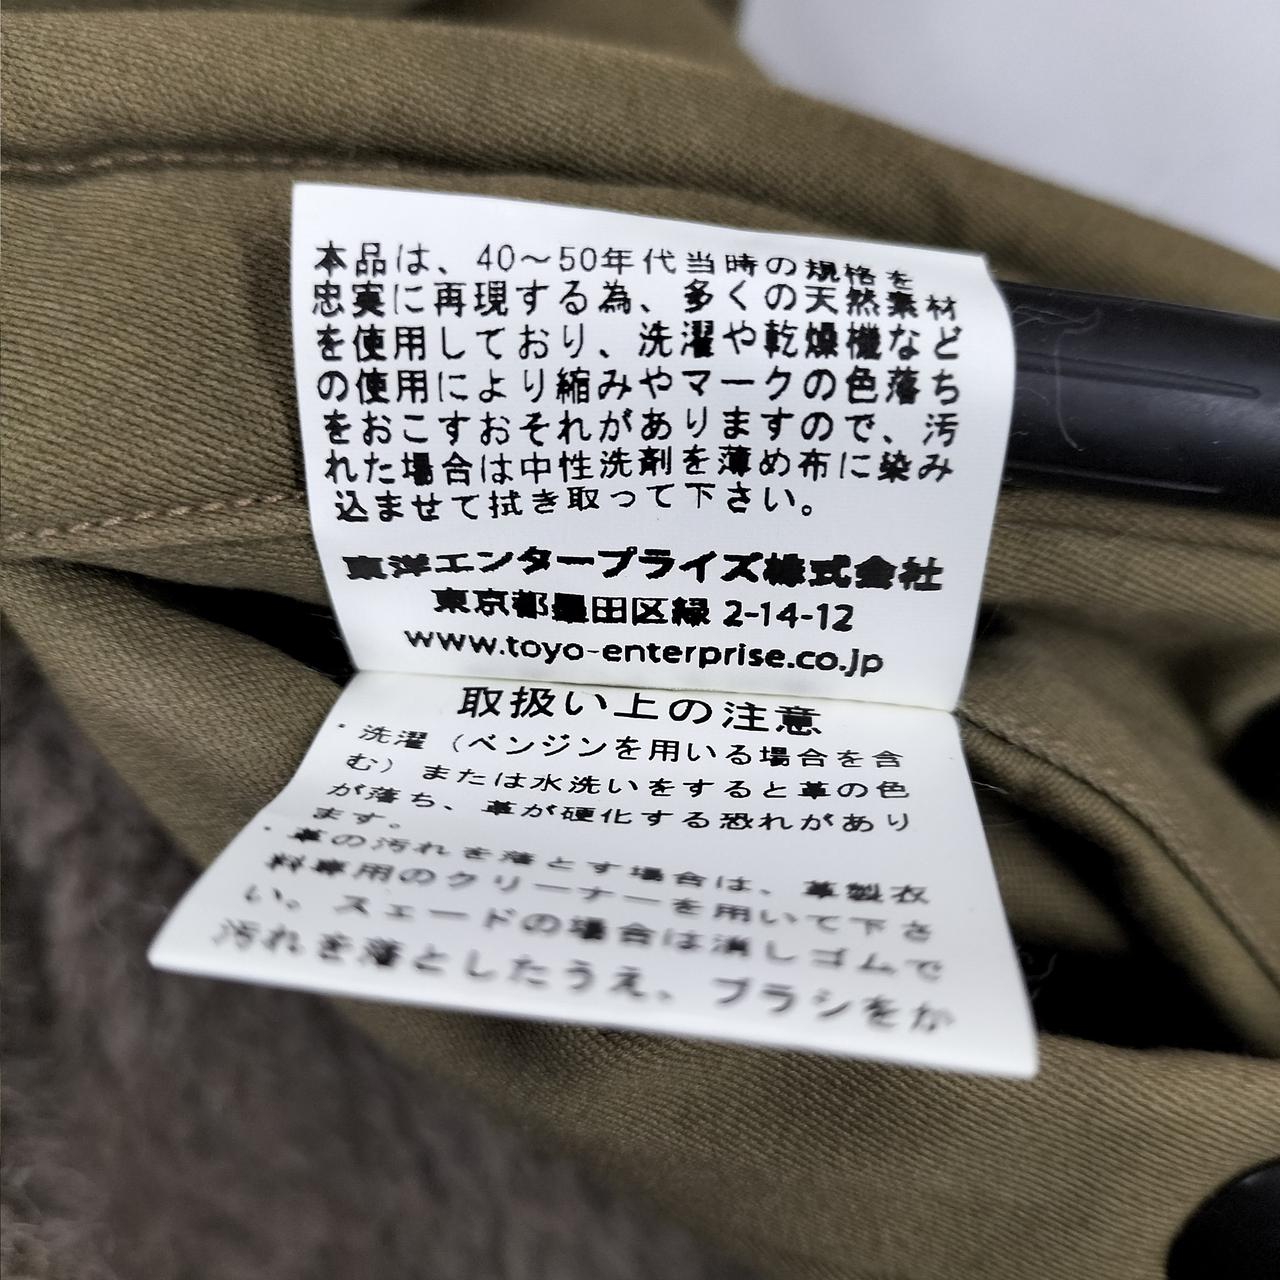 本品は、40～50年代当時の規格を
忠実に再現する為、多くの天然素材
を使用しており、洗濯や乾燥機など
の使用により縮みやマークの色落ち
をおこすおそれがありますので、汚
れた場合は中性洗剤を薄め布に染み
込ませて拭き取って下さい。
東洋エンタープライズ株式会社
東京都墨田区緑 2-14-12
www.toyo-enterprise.co.jp
取扱い上の注意
・洗濯（ベンジンを用いる場合を含
む）または水洗いをすると革の色
が落ち、革が硬化する恐れがあり
ます。
・革の汚れを落とす場合は、革製衣
料専用のクリーナーを用いて下さ
い。スエードの場合は消しゴムで
汚れを落としたうえ、ブラシをか